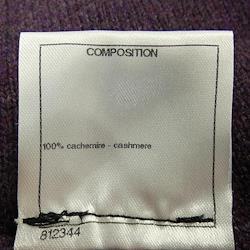 COMPOSITION
100% cachemire - cashmere
812344